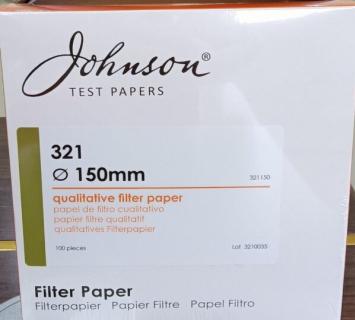 Johnson®
TEST PAPERS
321
∅ 150mm
321150
qualitative filter paper
papel de filtro cualitativo
papier filtre qualitatif
qualitatives Filterpapier
100 pieces
Lot 3210035
Filter Paper
Filterpapier Papier Filtre Papel Filtro